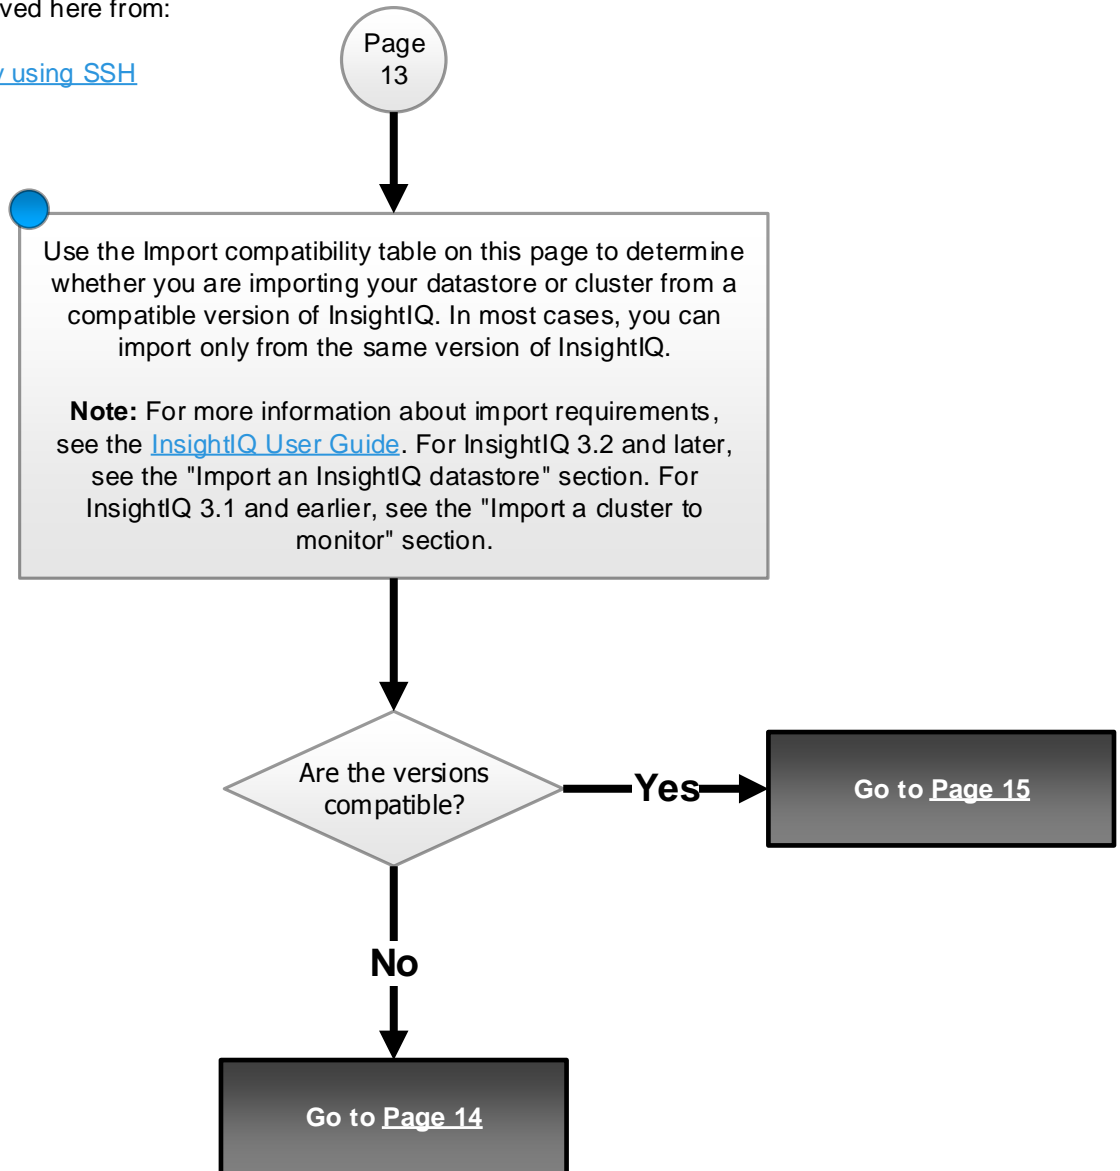 ved here from:
using SSH
Page
13
Use the Import compatibility table on this page to determine
whether you are importing your datastore or cluster from a
compatible version of InsightIQ. In most cases, you can
import only from the same version of InsightIQ.
Note: For more information about import requirements,
see the InsightIQ User Guide. For InsightIQ 3.2 and later,
see the "Import an InsightIQ datastore" section. For
InsightIQ 3.1 and earlier, see the "Import a cluster to
monitor" section.
Are the versions
compatible?
Yes
Go to Page 15
No
Go to Page 14